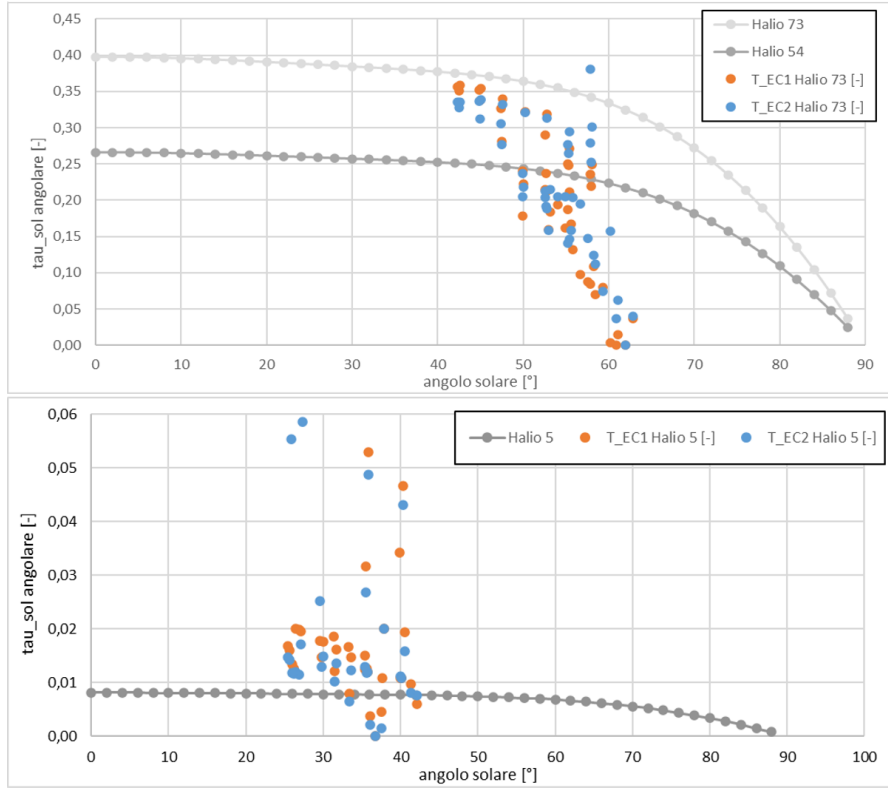 0,45
0,40
0,35
0,30
0,25
0,20
0,15
0,10
0,05
0,00
tau_sol angolare [-]
Halio 73
Halio 54
T_EC1 Halio 73 [-]
T_EC2 Halio 73 [-]
0 10 20 30 40 50 60 70 80 90
angolo solare [°]
0,06
0,05
0,04
0,03
0,02
0,01
0,00
tau_sol angolare [-]
Halio 5 T_EC1 Halio 5 [-] T_EC2 Halio 5 [-]
0 10 20 30 40 50 60 70 80 90 100
angolo solare [°]